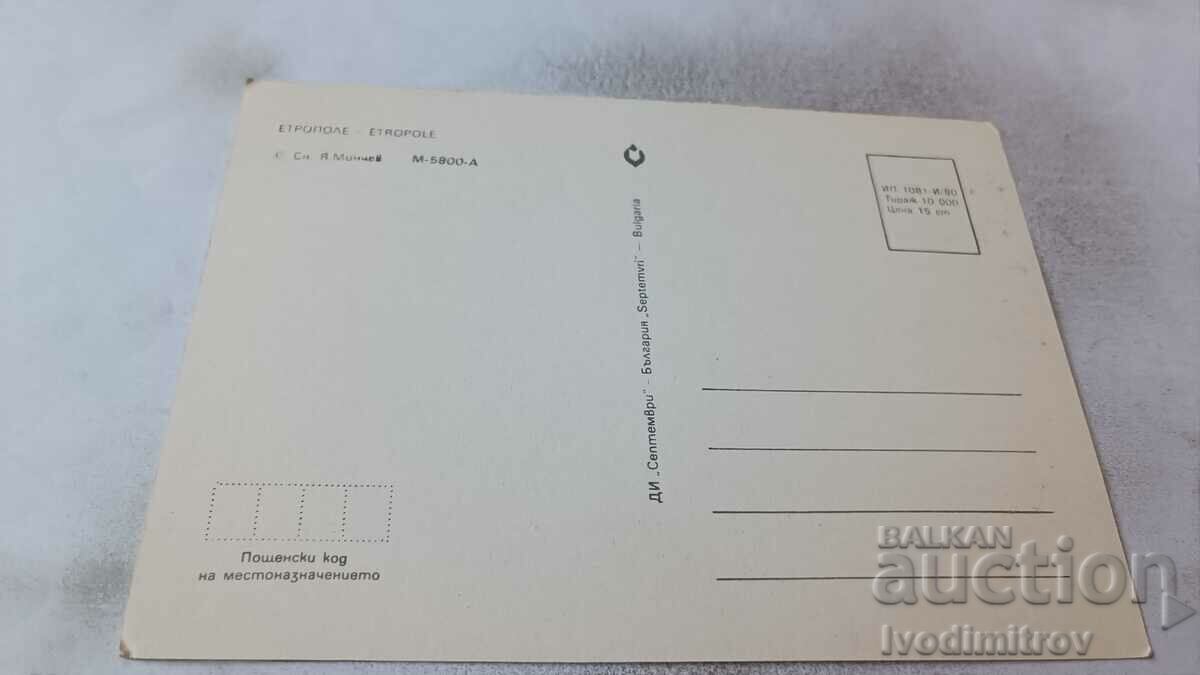 ЕТРОПОЛЕ - ETROPOLE
© Сн. Я. Минчев М-5800-А
ИП. 1081-И/80
Тираж 10 000
Цена 15 ст
ДИ „Септември" - България „Septemvri" - Bulgaria
Пощенски код
на местоназначението
BALKAN
auction
Ivodimitrov